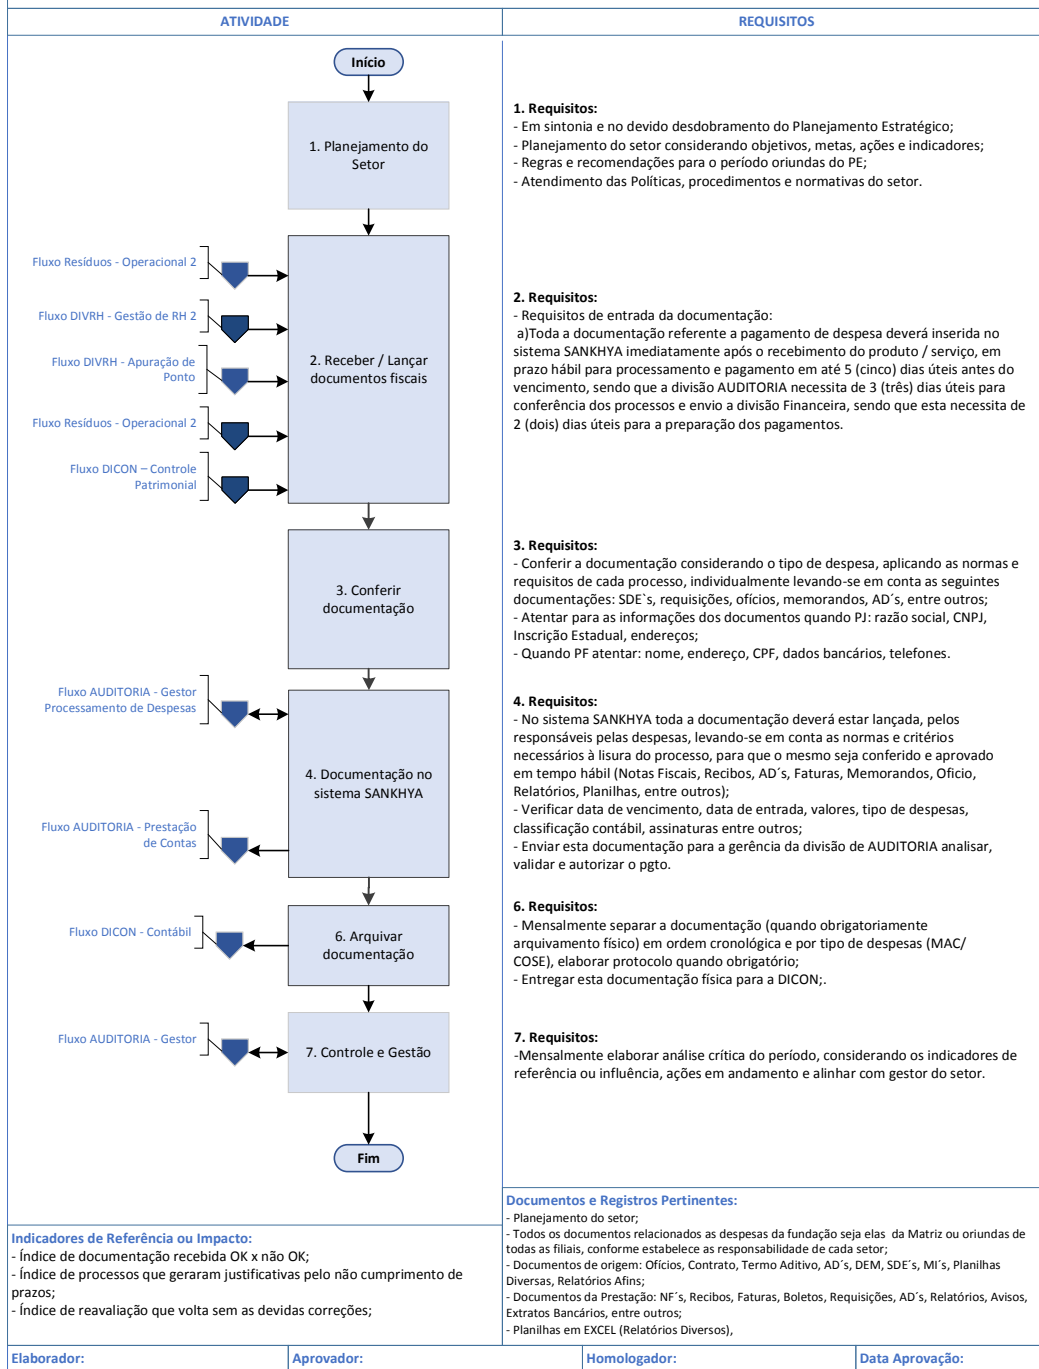 ATIVIDADE
REQUISITOS
Início
1. Planejamento do
Setor
1. Requisitos:
- Em sintonia e no devido desdobramento do Planejamento Estratégico;
- Planejamento do setor considerando objetivos, metas, ações e indicadores;
- Regras e recomendações para o período oriundas do PE;
- Atendimento das Políticas, procedimentos e normativas do setor.
Fluxo Resíduos - Operacional 2
Fluxo DIVRH - Gestão de RH 2
Fluxo DIVRH - Apuração de
Ponto
Fluxo Resíduos - Operacional 2
Fluxo DICON – Controle
Patrimonial
2. Receber / Lançar
documentos fiscais
2. Requisitos:
- Requisitos de entrada da documentação:
a)Toda a documentação referente a pagamento de despesa deverá inserida no
sistema SANKHYA imediatamente após o recebimento do produto / serviço, em
prazo hábil para processamento e pagamento em até 5 (cinco) dias úteis antes do
vencimento, sendo que a divisão AUDITORIA necessita de 3 (três) dias úteis para
conferência dos processos e envio a divisão Financeira, sendo que esta necessita de
2 (dois) dias úteis para a preparação dos pagamentos.
3. Conferir
documentação
3. Requisitos:
- Conferir a documentação considerando o tipo de despesa, aplicando as normas e
requisitos de cada processo, individualmente levando-se em conta as seguintes
documentações: SDE`s, requisições, ofícios, memorandos, AD´s, entre outros;
- Atentar para as informações dos documentos quando PJ: razão social, CNPJ,
Inscrição Estadual, endereços;
- Quando PF atentar: nome, endereço, CPF, dados bancários, telefones.
Fluxo AUDITORIA - Gestor
Processamento de Despesas
Fluxo AUDITORIA - Prestação
de Contas
4. Documentação no
sistema SANKHYA
4. Requisitos:
- No sistema SANKHYA toda a documentação deverá estar lançada, pelos
responsáveis pelas despesas, levando-se em conta as normas e critérios
necessários à lisura do processo, para que o mesmo seja conferido e aprovado
em tempo hábil (Notas Fiscais, Recibos, AD´s, Faturas, Memorandos, Oficio,
Relatórios, Planilhas, entre outros);
- Verificar data de vencimento, data de entrada, valores, tipo de despesas,
classificação contábil, assinaturas entre outros;
- Enviar esta documentação para a gerência da divisão de AUDITORIA analisar,
validar e autorizar o pgto.
Fluxo DICON - Contábil
6. Arquivar
documentação
6. Requisitos:
- Mensalmente separar a documentação (quando obrigatoriamente
arquivamento físico) em ordem cronológica e por tipo de despesas (MAC/
COSE), elaborar protocolo quando obrigatório;
- Entregar esta documentação física para a DICON;.
Fluxo AUDITORIA - Gestor
7. Controle e Gestão
7. Requisitos:
-Mensalmente elaborar análise crítica do período, considerando os indicadores de
referência ou influência, ações em andamento e alinhar com gestor do setor.
Fim
Indicadores de Referência ou Impacto:
- Índice de documentação recebida OK x não OK;
- Índice de processos que geraram justificativas pelo não cumprimento de
prazos;
- Índice de reavaliação que volta sem as devidas correções;
Documentos e Registros Pertinentes:
- Planejamento do setor;
- Todos os documentos relacionados as despesas da fundação seja elas  da Matriz ou oriundas de
todas as filiais, conforme estabelece as responsabilidade de cada setor;
- Documentos de origem: Ofícios, Contrato, Termo Aditivo, AD´s, DEM, SDE´s, MI´s, Planilhas
Diversas, Relatórios Afins;
- Documentos da Prestação: NF´s, Recibos, Faturas, Boletos, Requisições, AD´s, Relatórios, Avisos,
Extratos Bancários, entre outros;
- Planilhas em EXCEL (Relatórios Diversos),
Elaborador:
Aprovador:
Homologador:
Data Aprovação: